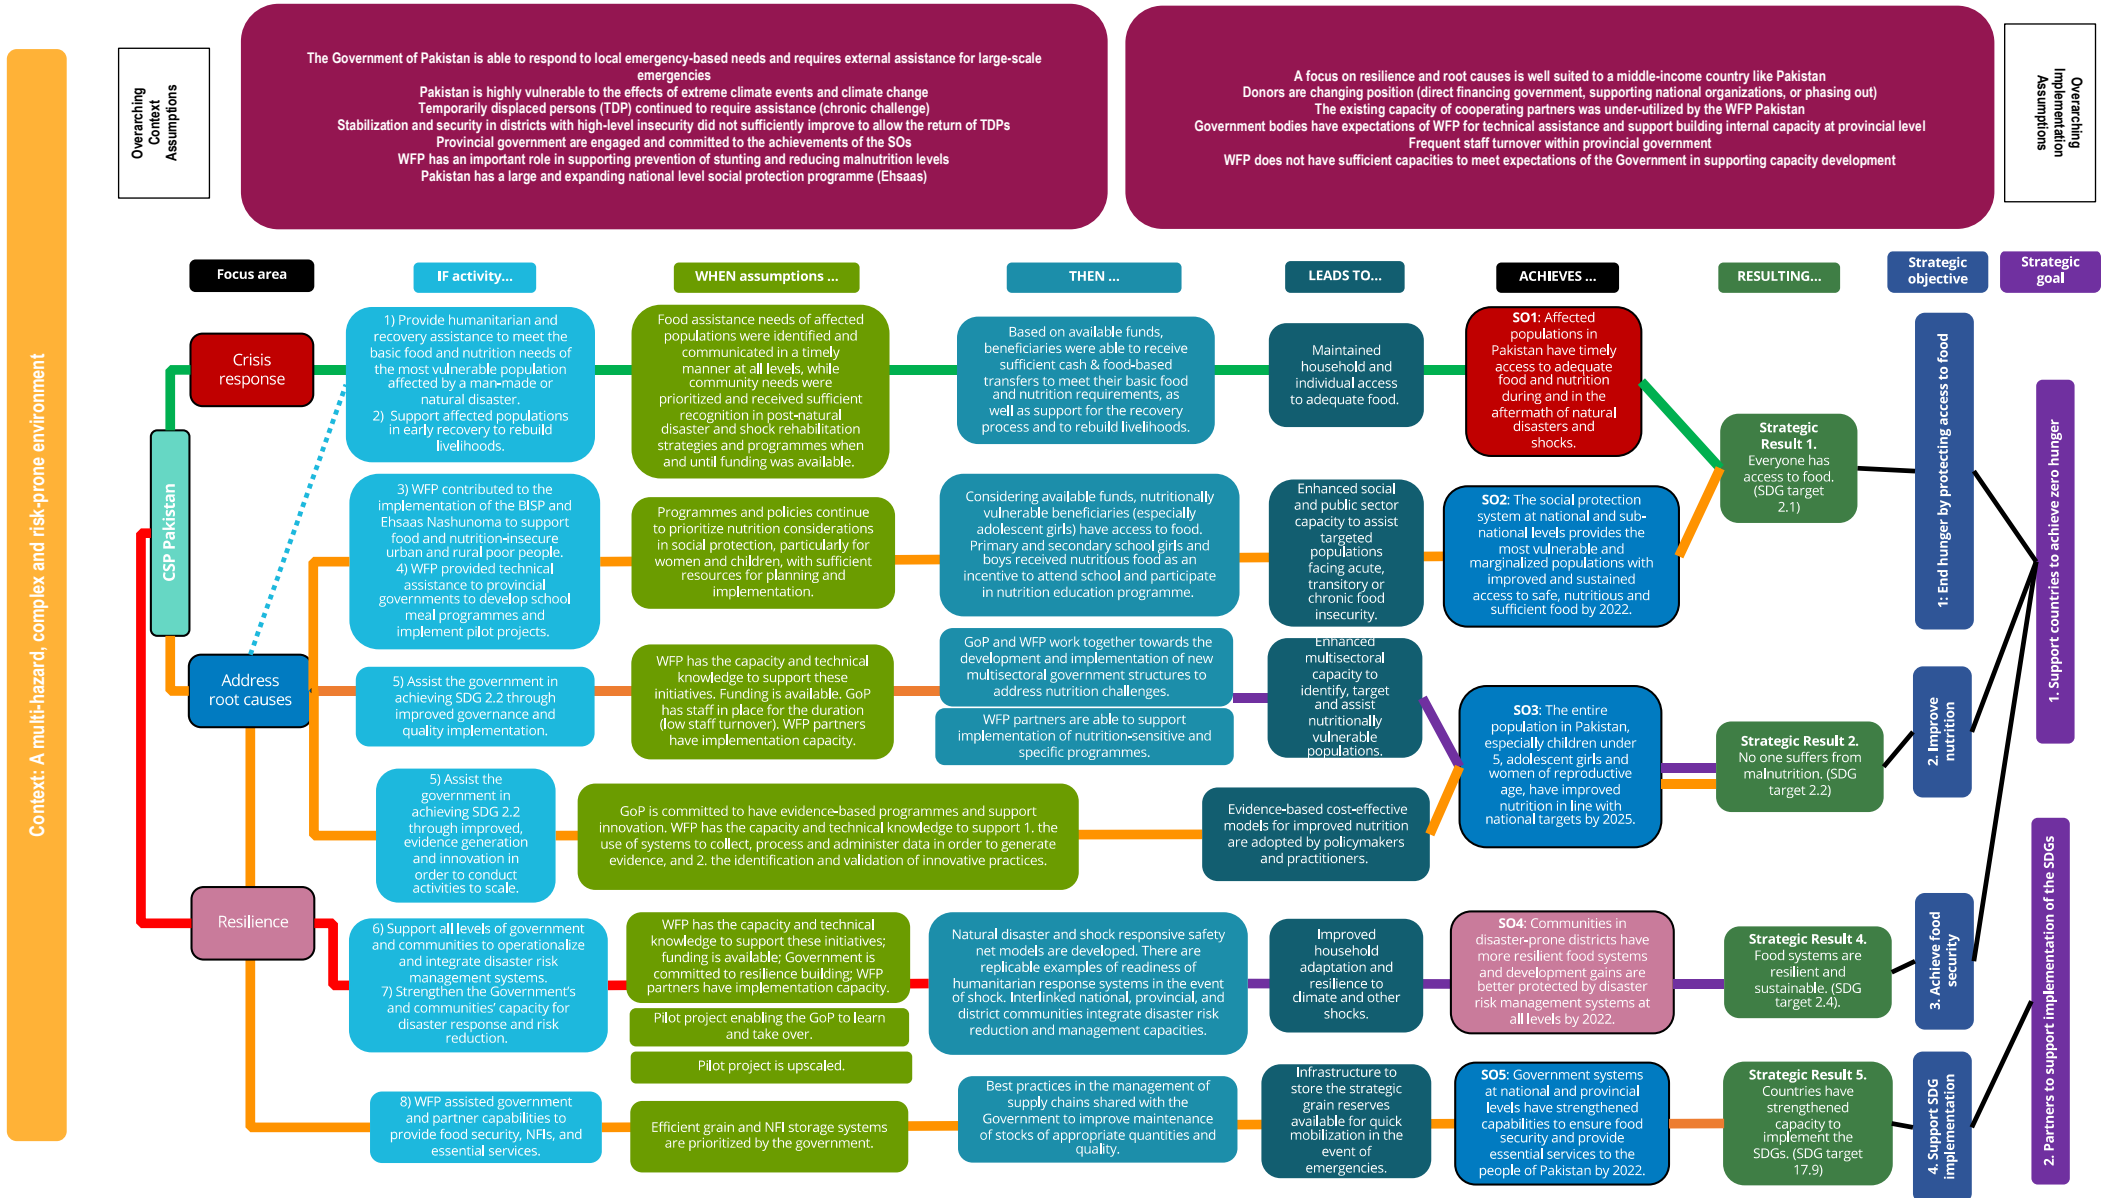 Context: A multi-hazard, complex and risk-prone environment
Overarching
Context
Assumptions
The Government of Pakistan is able to respond to local emergency-based needs and requires external assistance for large-scale
emergencies
Pakistan is highly vulnerable to the effects of extreme climate events and climate change
Temporarily displaced persons (TDP) continued to require assistance (chronic challenge)
Stabilization and security in districts with high-level insecurity did not sufficiently improve to allow the return of TDPs
Provincial government are engaged and committed to the achievements of the SOs
WFP has an important role in supporting prevention of stunting and reducing malnutrition levels
Pakistan has a large and expanding national level social protection programme (Ehsaas)
A focus on resilience and root causes is well suited to a middle-income country like Pakistan
Donors are changing position (direct financing government, supporting national organizations, or phasing out)
The existing capacity of cooperating partners was under-utilized by the WFP Pakistan
Government bodies have expectations of WFP for technical assistance and support building internal capacity at provincial level
Frequent staff turnover within provincial government
WFP does not have sufficient capacities to meet expectations of the Government in supporting capacity development
Overarching
Implementation
Assumptions
Focus area
IF activity...
WHEN assumptions ...
THEN ...
LEADS TO...
ACHIEVES ...
RESULTING...
Strategic
objective
Strategic
goal
CSP Pakistan
Crisis
response
1) Provide humanitarian and
recovery assistance to meet the
basic food and nutrition needs of
the most vulnerable population
affected by a man-made or
natural disaster.
2) Support affected populations
in early recovery to rebuild
livelihoods.
Food assistance needs of affected
populations were identified and
communicated in a timely
manner at all levels, while
community needs were
prioritized and received sufficient
recognition in post-natural
disaster and shock rehabilitation
strategies and programmes when
and until funding was available.
Based on available funds,
beneficiaries were able to receive
sufficient cash & food-based
transfers to meet their basic food
and nutrition requirements, as
well as support for the recovery
process and to rebuild livelihoods.
Maintained
household and
individual access
to adequate food.
SO1: Affected
populations in
Pakistan have timely
access to adequate
food and nutrition
during and in the
aftermath of natural
disasters and
shocks.
Strategic
Result 1.
Everyone has
access to food.
(SDG target
2.1)
3) WFP contributed to the
implementation of the BISP and
Ehsaas Nashunoma to support
food and nutrition-insecure
urban and rural poor people.
4) WFP provided technical
assistance to provincial
governments to develop school
meal programmes and
implement pilot projects.
Programmes and policies continue
to prioritize nutrition considerations
in social protection, particularly for
women and children, with sufficient
resources for planning and
implementation.
Considering available funds, nutritionally
vulnerable beneficiaries (especially
adolescent girls) have access to food.
Primary and secondary school girls and
boys received nutritious food as an
incentive to attend school and participate
in nutrition education programme.
Enhanced social
and public sector
capacity to assist
targeted
populations
facing acute,
transitory or
chronic food
insecurity.
SO2: The social protection
system at national and sub-
national levels provides the
most vulnerable and
marginalized populations with
improved and sustained
access to safe, nutritious and
sufficient food by 2022.
Address
root causes
5) Assist the government in
achieving SDG 2.2 through
improved governance and
quality implementation.
WFP has the capacity and technical
knowledge to support these
initiatives. Funding is available. GoP
has staff in place for the duration
(low staff turnover). WFP partners
have implementation capacity.
GoP and WFP work together towards the
development and implementation of new
multisectoral government structures to
address nutrition challenges.
WFP partners are able to support
implementation of nutrition-sensitive and
specific programmes.
Enhanced
multisectoral
capacity to
identify, target
and assist
nutritionally
vulnerable
populations.
SO3: The entire
population in Pakistan,
especially children under
5, adolescent girls and
women of reproductive
age, have improved
nutrition in line with
national targets by 2025.
Strategic Result 2.
No one suffers from
malnutrition. (SDG
target 2.2)
5) Assist the
government in
achieving SDG 2.2
through improved,
evidence generation
and innovation in
order to conduct
activities to scale.
GoP is committed to have evidence-based programmes and support
innovation. WFP has the capacity and technical knowledge to support 1. the
use of systems to collect, process and administer data in order to generate
evidence, and 2. the identification and validation of innovative practices.
Evidence-based cost-effective
models for improved nutrition
are adopted by policymakers
and practitioners.
Resilience
6) Support all levels of government
and communities to operationalize
and integrate disaster risk
management systems.
7) Strengthen the Government's
and communities' capacity for
disaster response and risk
reduction.
WFP has the capacity and technical
knowledge to support these initiatives;
funding is available; Government is
committed to resilience building; WFP
partners have implementation capacity.
Pilot project enabling the GoP to learn
and take over.
Pilot project is upscaled.
Natural disaster and shock responsive safety
net models are developed. There are
replicable examples of readiness of
humanitarian response systems in the event
of shock. Interlinked national, provincial, and
district communities integrate disaster risk
reduction and management capacities.
Improved
household
adaptation and
resilience to
climate and other
shocks.
SO4: Communities in
disaster-prone districts have
more resilient food systems
and development gains are
better protected by disaster
risk management systems at
all levels by 2022.
Strategic Result 4.
Food systems are
resilient and
sustainable. (SDG
target 2.4).
8) WFP assisted government
and partner capabilities to
provide food security, NFIs, and
essential services.
Efficient grain and NFI storage systems
are prioritized by the government.
Best practices in the management of
supply chains shared with the
Government to improve maintenance
of stocks of appropriate quantities and
quality.
Infrastructure to
store the strategic
grain reserves
available for quick
mobilization in the
event of
emergencies.
SO5: Government systems
at national and provincial
levels have strengthened
capabilities to ensure food
security and provide
essential services to the
people of Pakistan by 2022.
Strategic Result 5.
Countries have
strengthened
capacity to
implement the
SDGs. (SDG target
17.9)
1: End hunger by protecting access to food
2. Improve
nutrition
3. Achieve food
security
4. Support SDG
implementation
1. Support countries to achieve zero hunger
2. Partners to support implementation of the SDGs